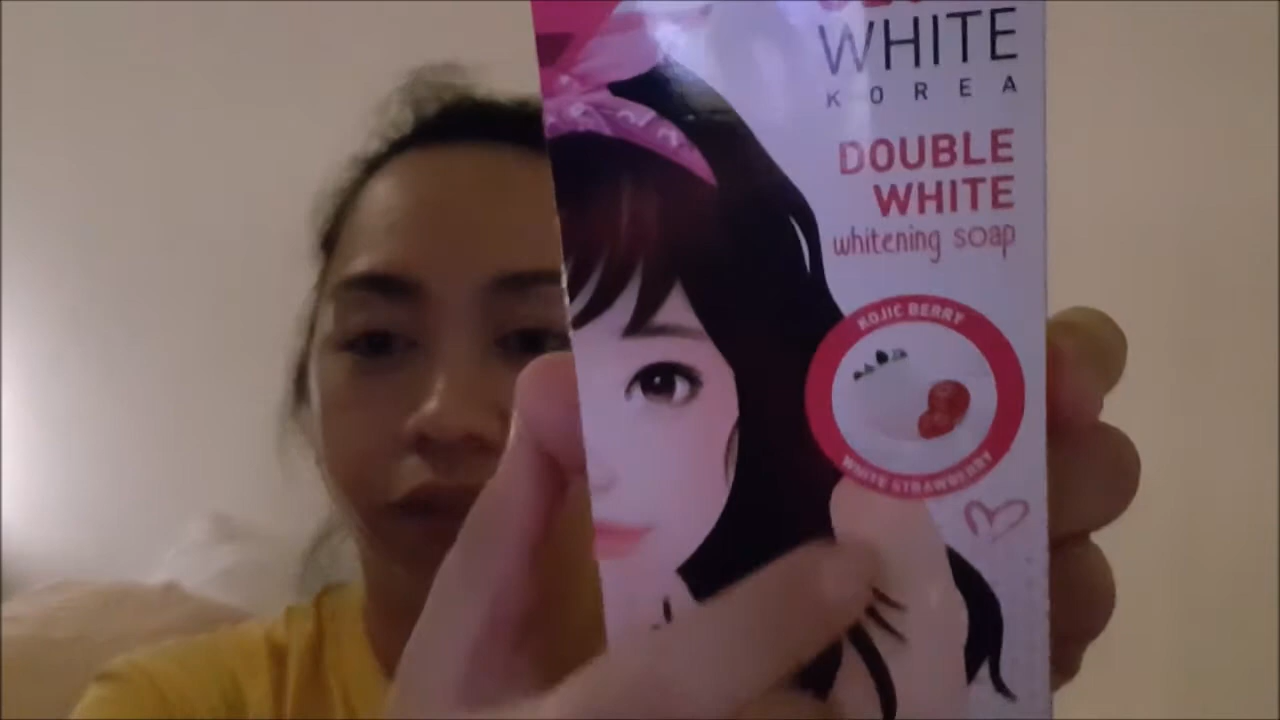 WHITE
KOREA
DOUBLE
WHITE
whitening soap
KOJIC BERRY
WHITE STRAWBERRY